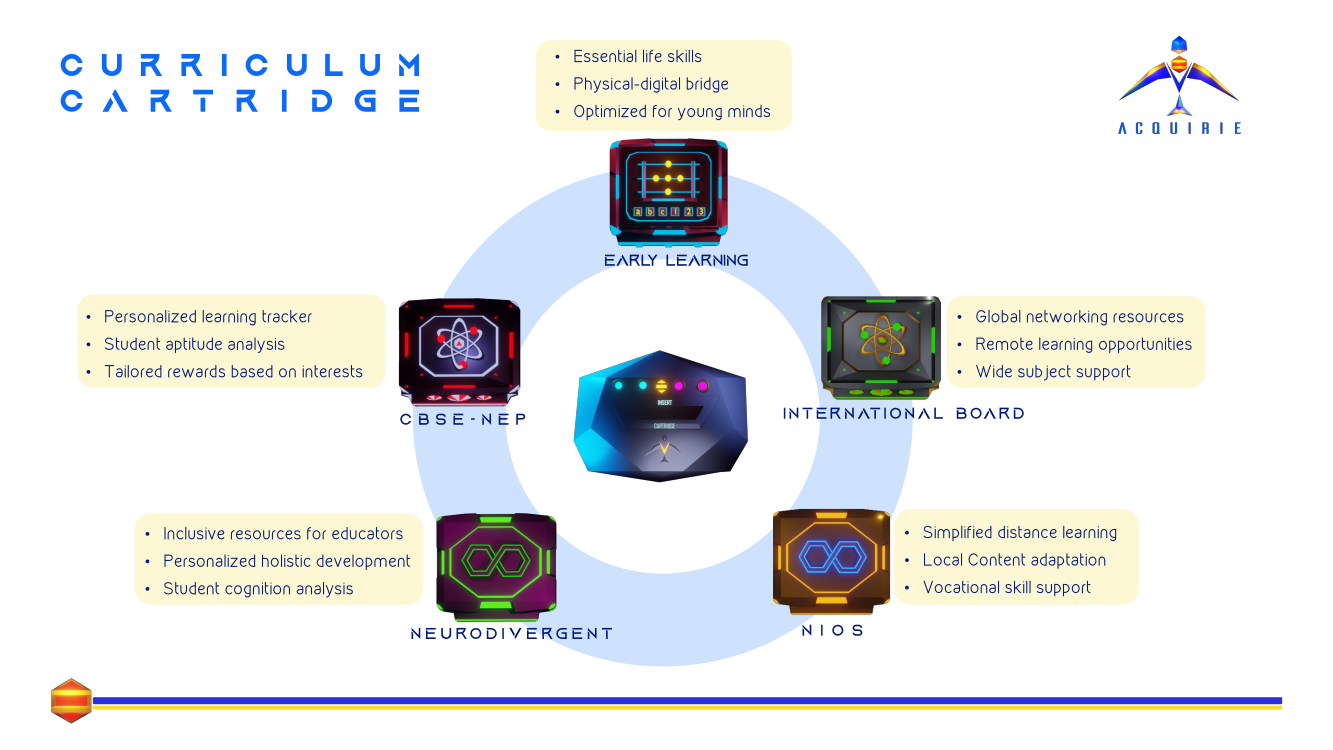 CURRICULUM
CARTRIDGE
ACQUIRIE
• Essential life skills
• Physical-digital bridge
• Optimized for young minds
a b c 1 2 3
EARLY LEARNING
• Personalized learning tracker
• Student aptitude analysis
• Tailored rewards based on interests
CBSE-NEP
• Global networking resources
• Remote learning opportunities
• Wide subject support
INTERNATIONAL BOARD
INSERT
CARTRIDGE
• Inclusive resources for educators
• Personalized holistic development
• Student cognition analysis
NEURODIVERGENT
• Simplified distance learning
• Local Content adaptation
• Vocational skill support
NIOS